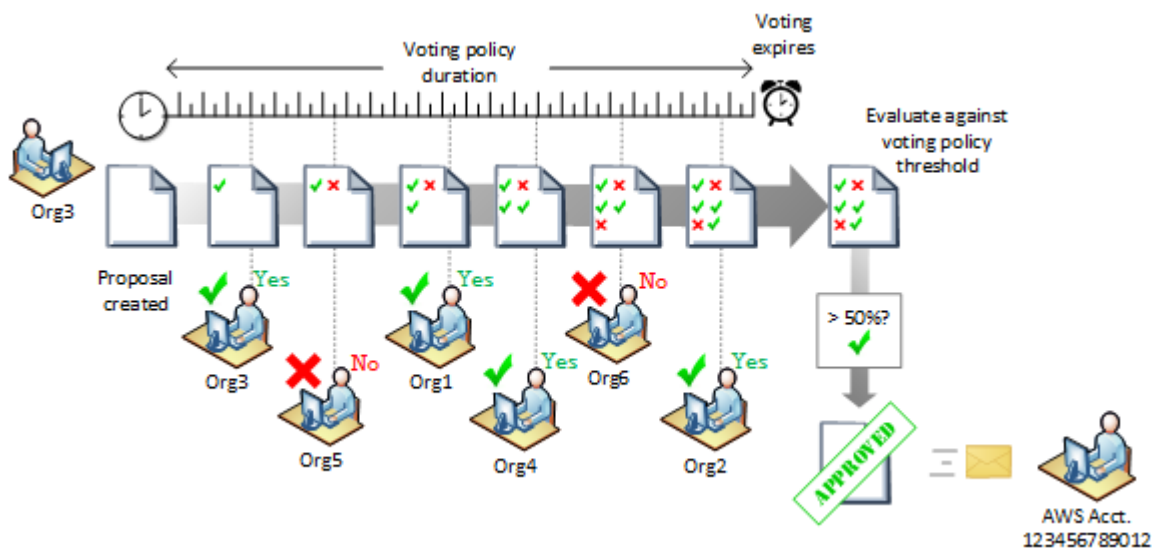 Voting policy
duration
Voting
expires
Evaluate against
voting policy
threshold
Org3
Proposal
created
Yes
Org3
No
Org5
Yes
Org1
Yes
Org4
No
Org6
Yes
Org2
> 50%?
APPROVED
AWS Acct.
123456789012